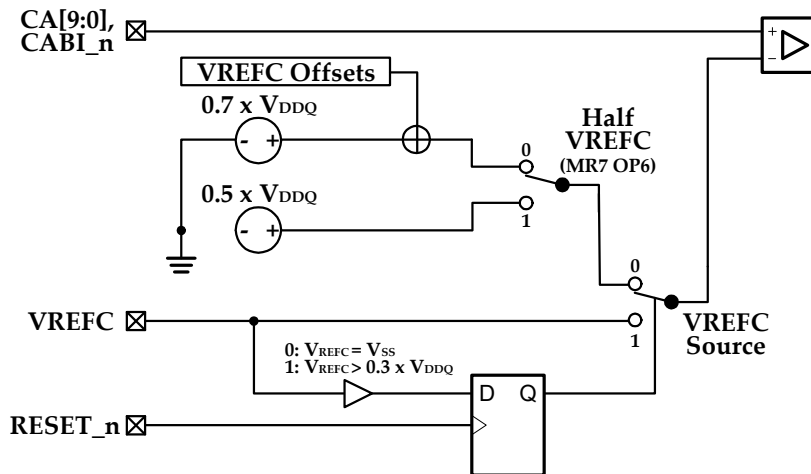 CA[9:0],
CABI_n
+
−
VREFC Offsets
0.7 x VDDQ
- +
Half
VREFC
(MR7 OP6)
0
1
0.5 x VDDQ
- +
0
1
VREFC
VREFC
Source
0: VREFC = VSS
1: VREFC > 0.3 x VDDQ
D Q
RESET_n